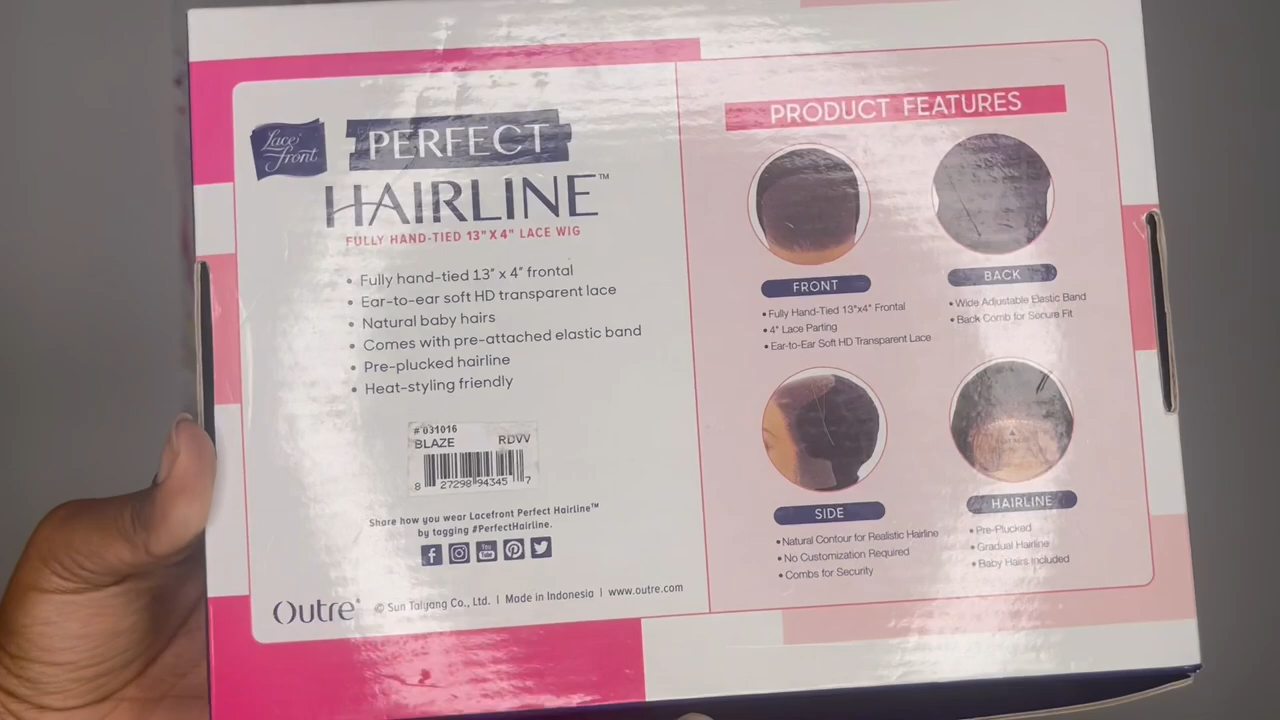 Lace Front
PERFECT
HAIRLINE™
FULLY HAND-TIED 13"X4" LACE WIG
• Fully hand-tied 13" x 4" frontal
• Ear-to-ear soft HD transparent lace
• Natural baby hairs
• Comes with pre-attached elastic band
• Pre-plucked hairline
• Heat-styling friendly
# 031016
BLAZE RDVV
8 27298 94345 7
Share how you wear Lacefront Perfect Hairline™
by tagging #PerfectHairline.
You Tube
Outre® © Sun Taiyang Co., Ltd. | Made in Indonesia | www.outre.com
PRODUCT FEATURES
FRONT
• Fully Hand-Tied 13"x4" Frontal
• 4" Lace Parting
• Ear-to-Ear Soft HD Transparent Lace
BACK
• Wide Adjustable Elastic Band
• Back Comb for Secure Fit
SIDE
• Natural Contour for Realistic Hairline
• No Customization Required
• Combs for Security
HAIRLINE
• Pre-Plucked
• Gradual Hairline
• Baby Hairs Included